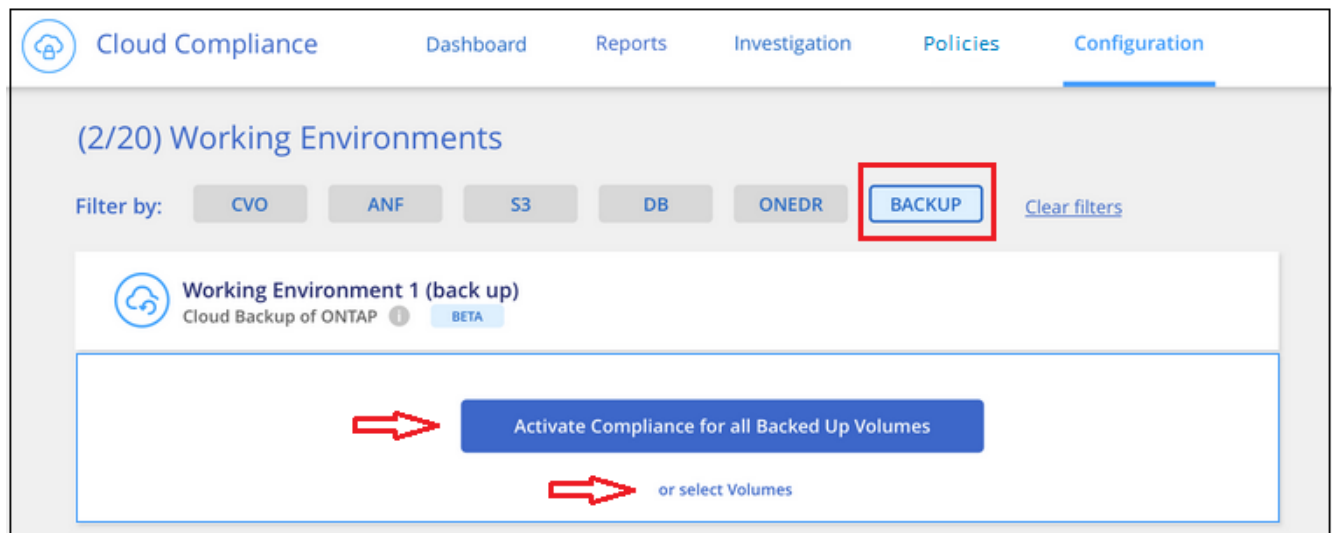 Cloud Compliance Dashboard Reports Investigation Policies Configuration
(2/20) Working Environments
Filter by: CVO ANF S3 DB ONEDR BACKUP Clear filters
Working Environment 1 (back up)
Cloud Backup of ONTAP i BETA
Activate Compliance for all Backed Up Volumes
or select Volumes